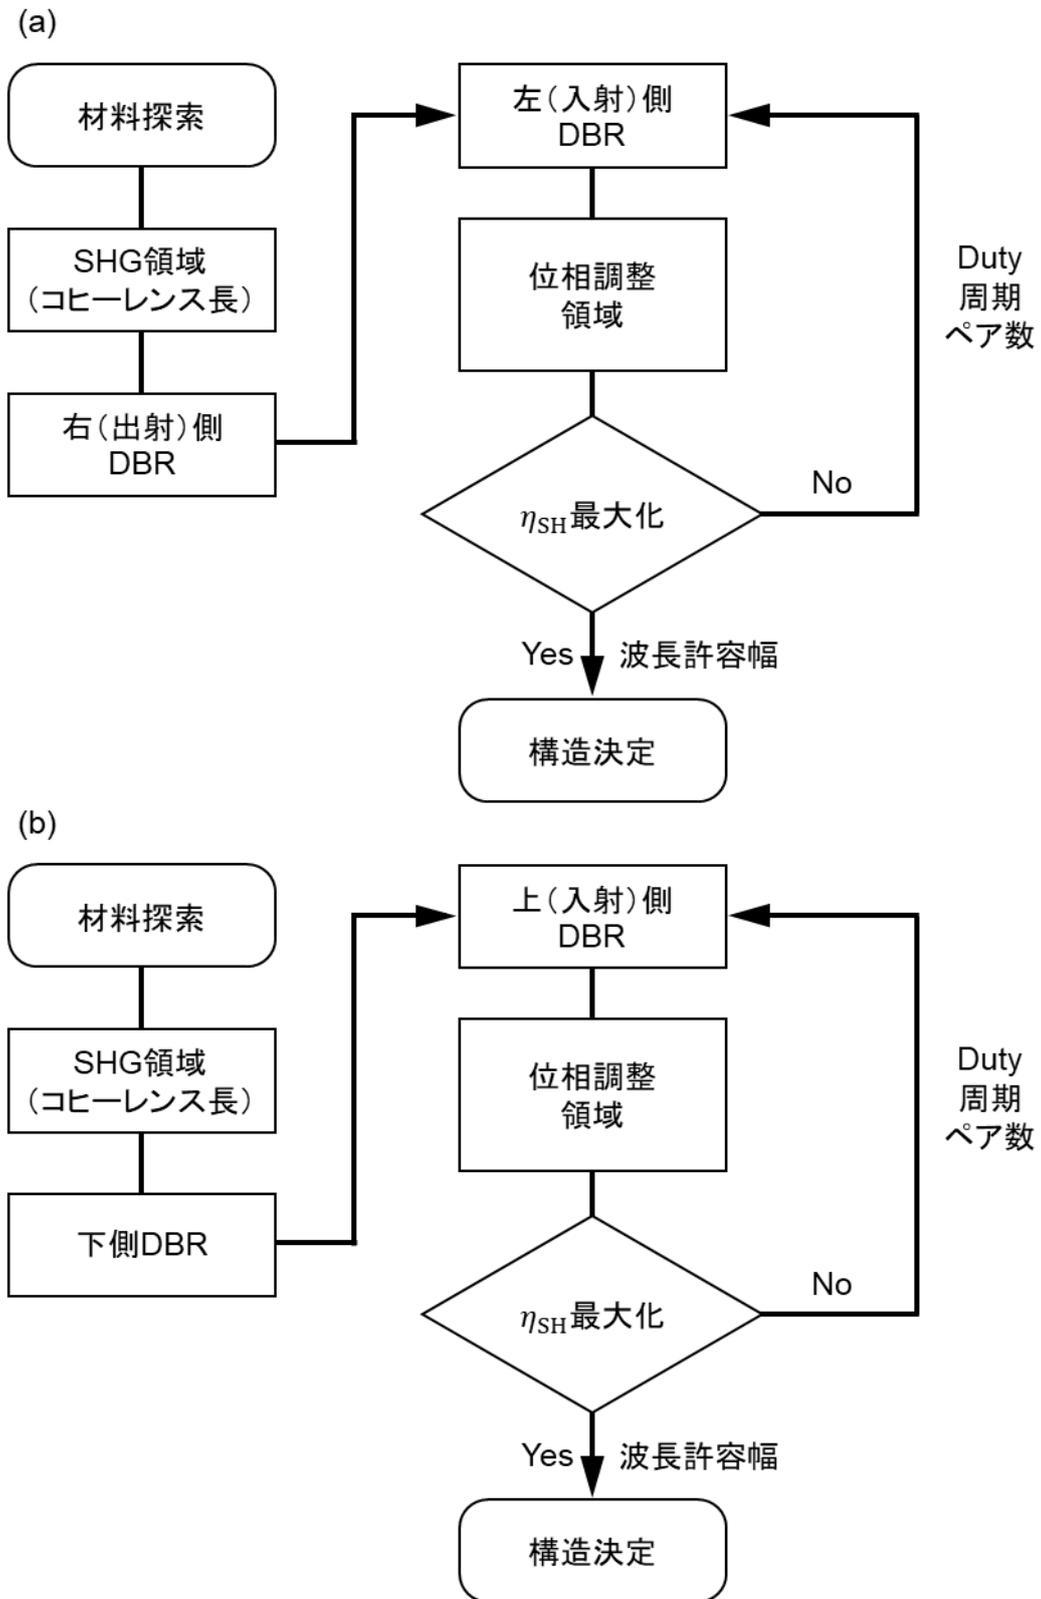 (a)
材料探索
SHG領域
（コヒーレンス長）
右（出射）側
DBR
左（入射）側
DBR
位相調整
領域
Duty
周期
ペア数
ηSH最大化
No
Yes
波長許容幅
構造決定
(b)
材料探索
SHG領域
（コヒーレンス長）
下側DBR
上（入射）側
DBR
位相調整
領域
Duty
周期
ペア数
ηSH最大化
No
Yes
波長許容幅
構造決定